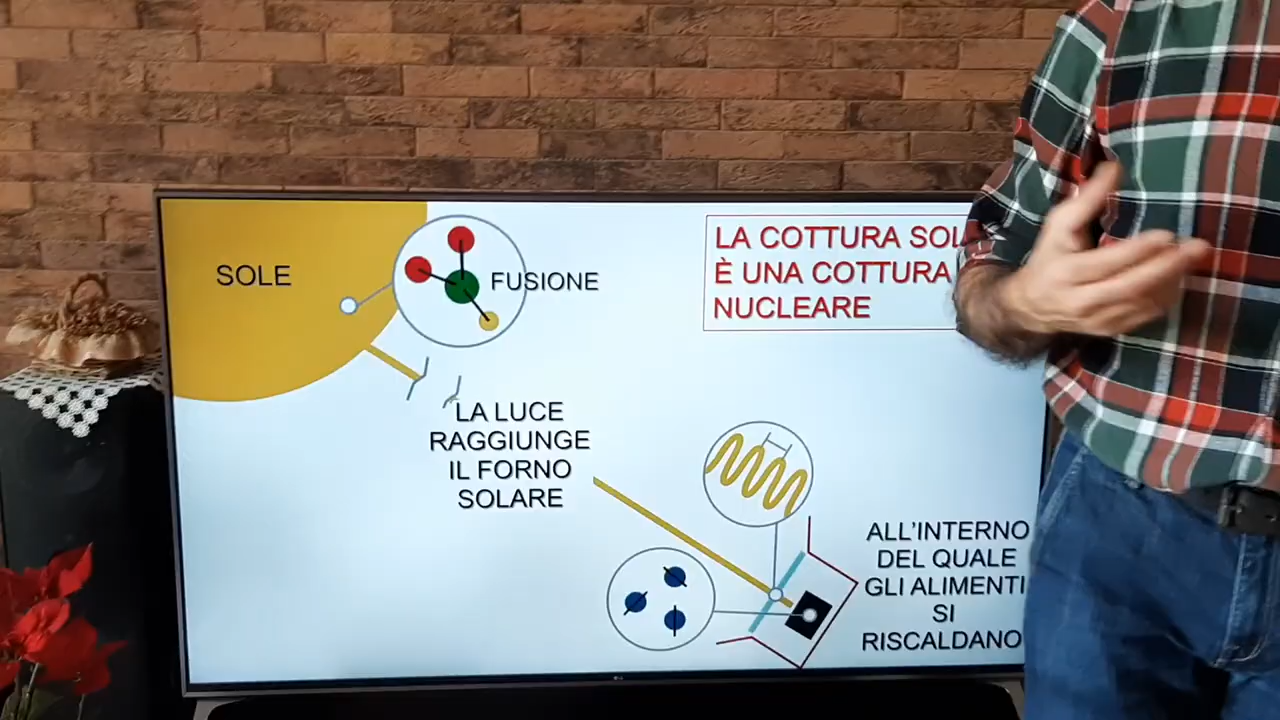 SOLE
FUSIONE
LA COTTURA
È UNA COTTURA
NUCLEARE
LA LUCE
RAGGIUNGE
IL FORNO
SOLARE
ALL'INTERNO
DEL QUALE
GLI ALIMENTI
SI
RISCALDANO
LG